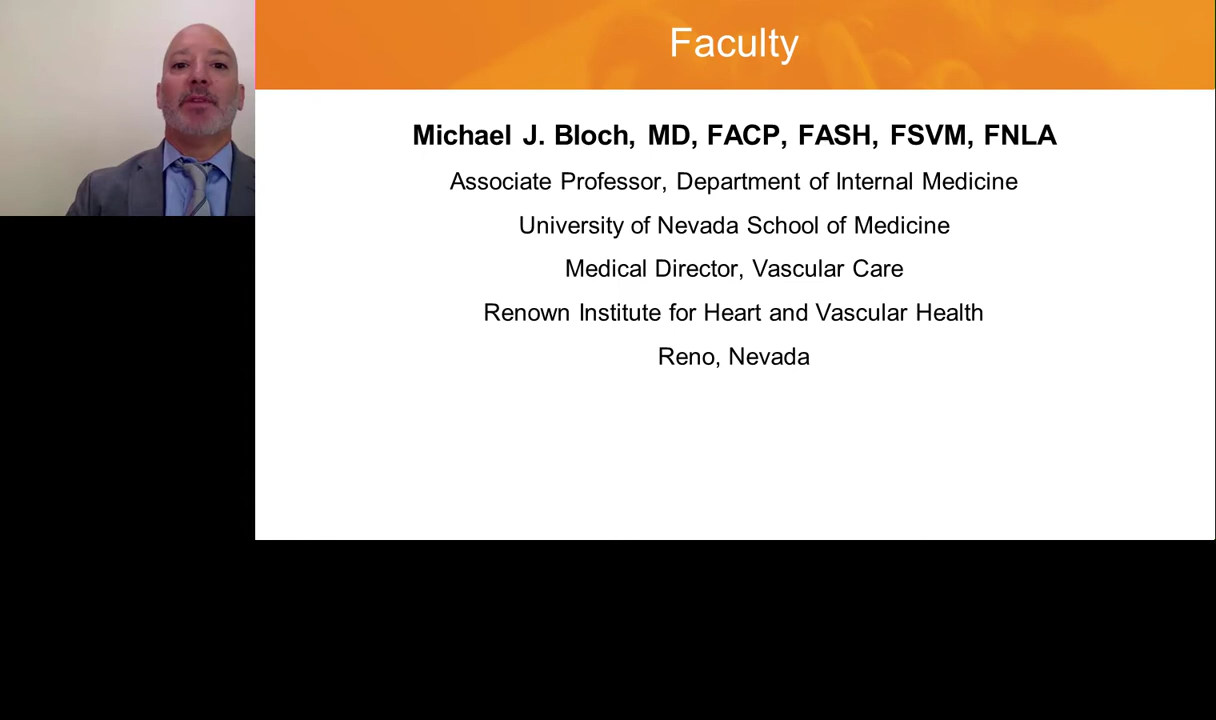 Faculty
Michael J. Bloch, MD, FACP, FASH, FSVM, FNLA
Associate Professor, Department of Internal Medicine
University of Nevada School of Medicine
Medical Director, Vascular Care
Renown Institute for Heart and Vascular Health
Reno, Nevada